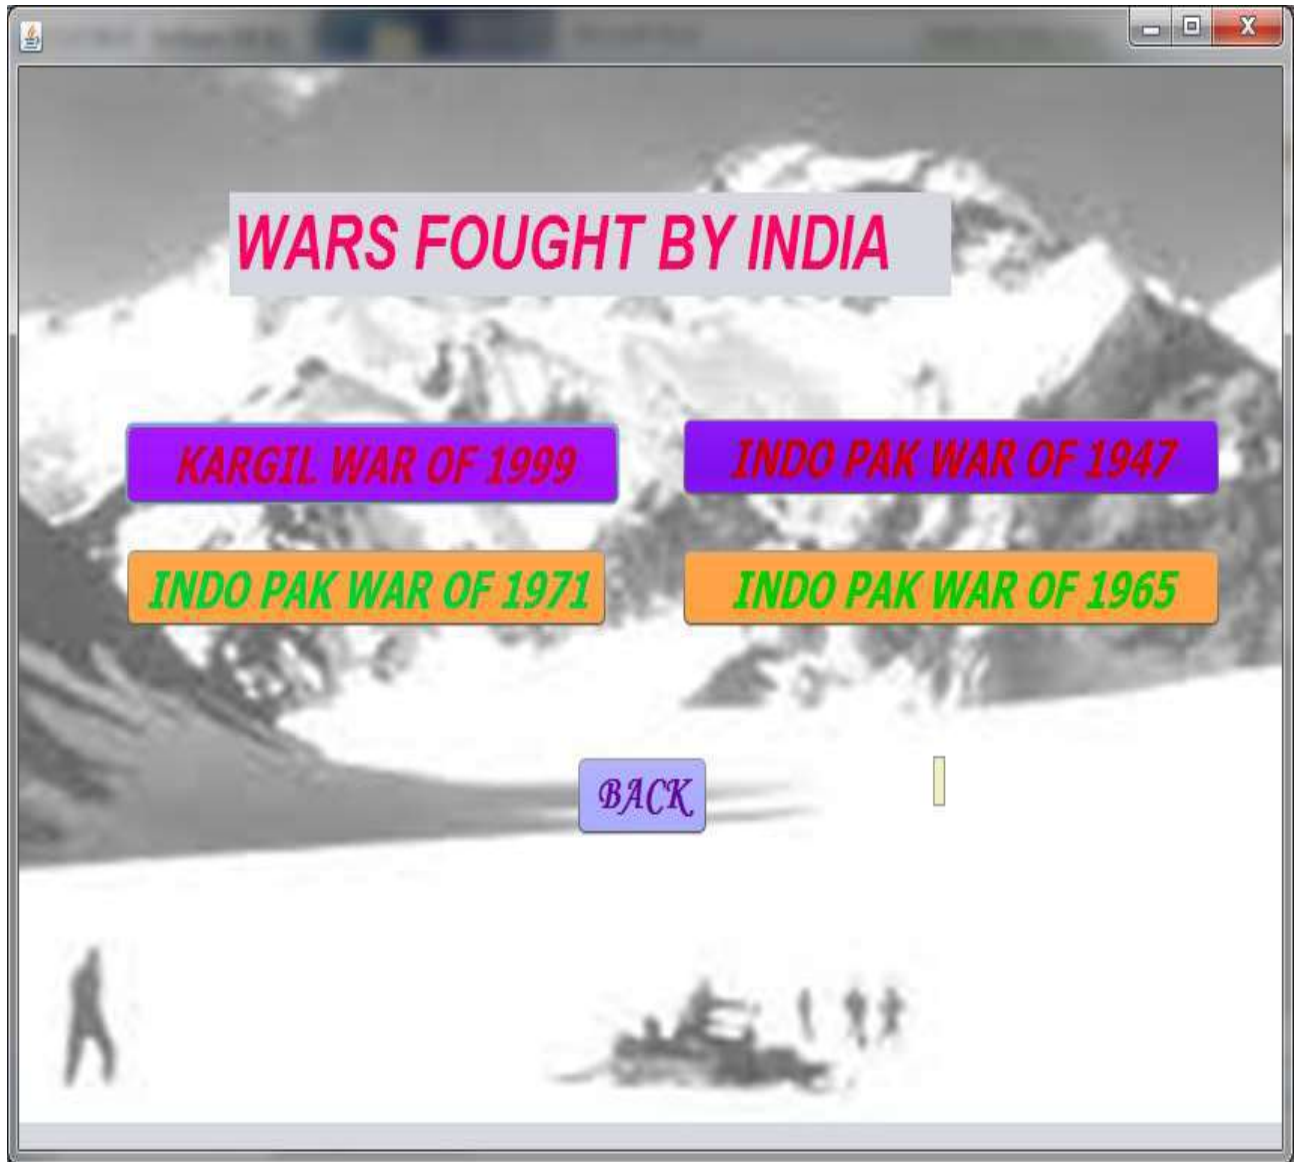 WARS FOUGHT BY INDIA
KARGIL WAR OF 1999
INDO PAK WAR OF 1947
INDO PAK WAR OF 1971
INDO PAK WAR OF 1965
BACK